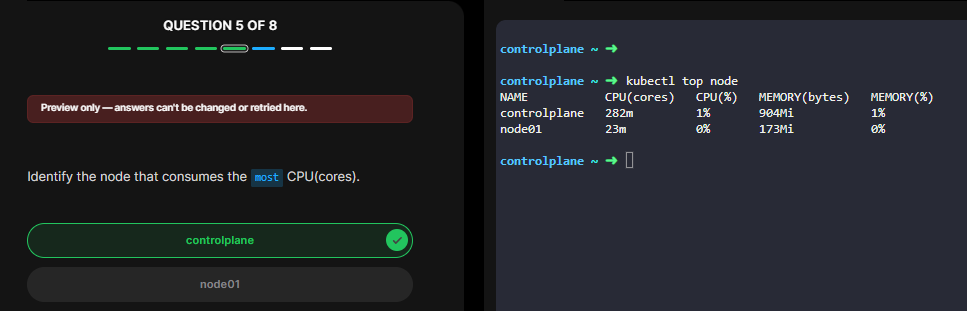 QUESTION 5 OF 8
Preview only — answers can't be changed or retried here.
Identify the node that consumes the most CPU(cores).
controlplane
node01
controlplane ~ ➜
controlplane ~ ➜ kubectl top node
NAME CPU(cores) CPU(%) MEMORY(bytes) MEMORY(%)
controlplane 282m 1% 904Mi 1%
node01 23m 0% 173Mi 0%
controlplane ~ ➜